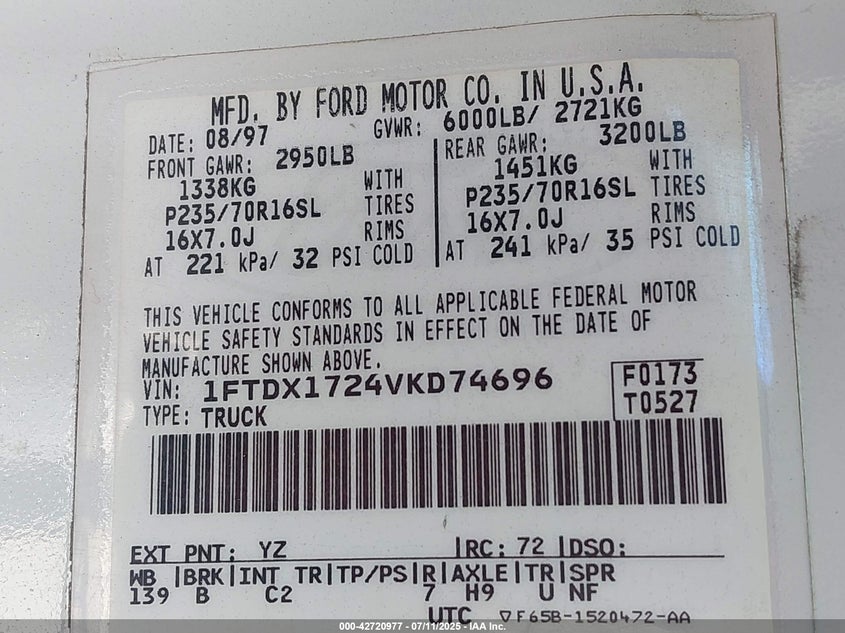 MFD. BY FORD MOTOR CO. IN U.S.A.
DATE: 08/97 GVWR: 6000LB/ 2721KG
FRONT GAWR: 2950LB
1338KG WITH
P235/70R16SL TIRES
16X7.0J RIMS
AT 221 kPa/ 32 PSI COLD
REAR GAWR: 3200LB
1451KG WITH
P235/70R16SL TIRES
16X7.0J RIMS
AT 241 kPa/ 35 PSI COLD
THIS VEHICLE CONFORMS TO ALL APPLICABLE FEDERAL MOTOR
VEHICLE SAFETY STANDARDS IN EFFECT ON THE DATE OF
MANUFACTURE SHOWN ABOVE.
VIN: 1FTDX1724VKD74696
TYPE: TRUCK
F0173
T0527
EXT PNT: YZ |RC: 72 |DSO:
WB |BRK|INT TR|TP/PS|R|AXLE|TR|SPR
139 B C2 7 H9 U NF
UTC ▽F65B-1520472-AA
000-42720977 - 07/11/2025 - IAA Inc.